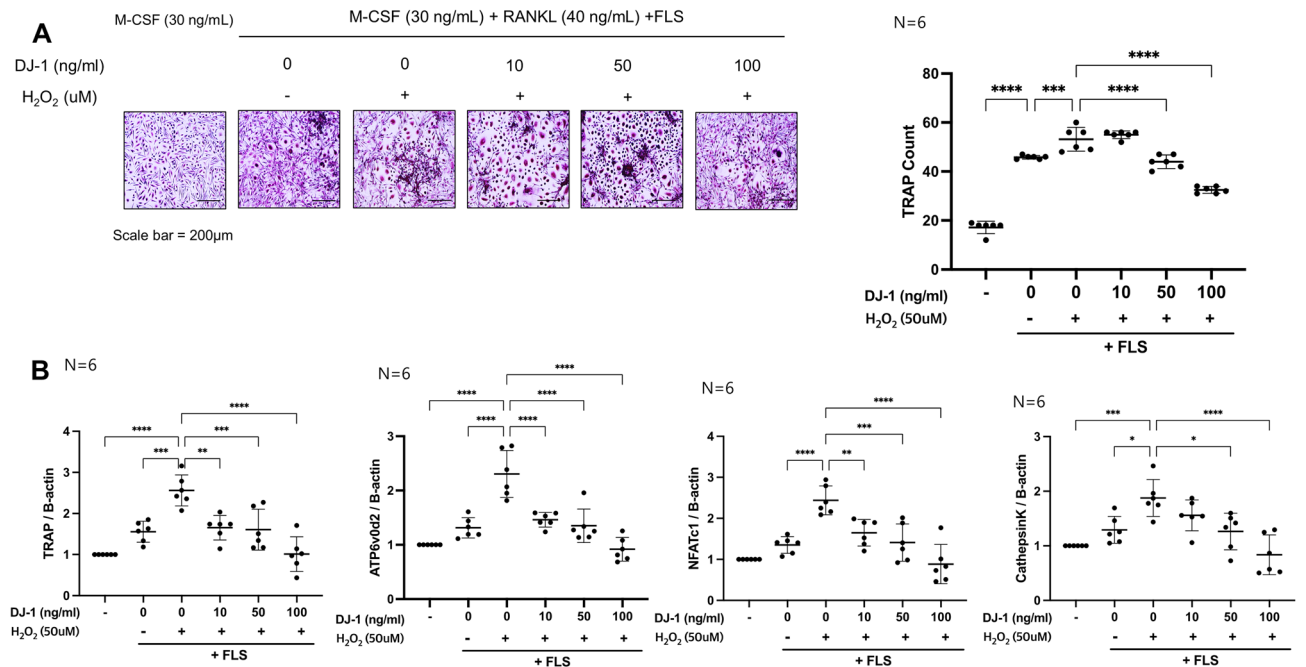 A
M-CSF (30 ng/mL)
M-CSF (30 ng/mL) + RANKL (40 ng/mL) +FLS
DJ-1 (ng/ml) 0 0 10 50 100
H₂O₂ (uM) - + + + +
Scale bar = 200μm
N=6
**** *** **** ****
TRAP Count
80
60
40
20
0
DJ-1 (ng/ml) - 0 0 10 50 100
H₂O₂ (50uM) - + + + +
+ FLS
B
N=6
****
**** ***
*** **
TRAP / B-actin
4
3
2
1
0
DJ-1 (ng/ml) - 0 0 10 50 100
H₂O₂ (50uM) - + + + +
+ FLS
N=6
****
**** ****
**** ****
ATP6v0d2 / B-actin
3
2
1
0
DJ-1 (ng/ml) - 0 0 10 50 100
H₂O₂ (50uM) - + + + +
+ FLS
N=6
****
***
**** **
NFATc1 / B-actin
4
3
2
1
0
DJ-1 (ng/ml) - 0 0 10 50 100
H₂O₂ (50uM) - + + + +
+ FLS
N=6
*** ****
* *
CathepsinK / B-actin
3
2
1
0
DJ-1 (ng/ml) - 0 0 10 50 100
H₂O₂ (50uM) - + + + +
+ FLS